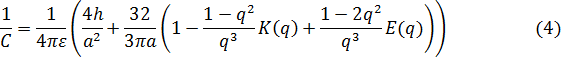 1/C = 1/4πε (4h/a² + 32/3πa (1 − (1 − q²)/q³ K(q) + (1 − 2q²)/q³ E(q))) (4)